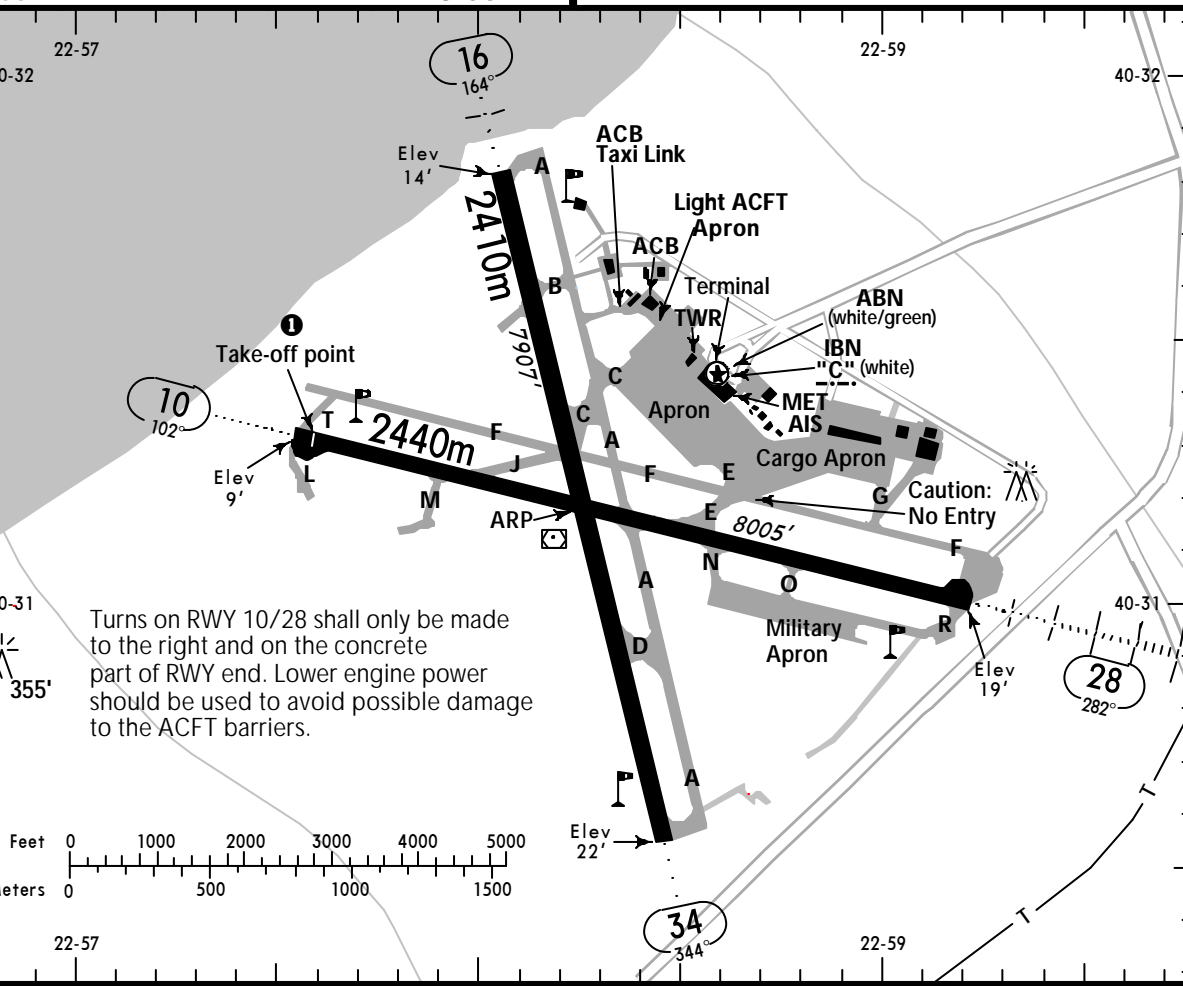 22-57
22-59
0-32
40-32
16
164°
ACB
Taxi Link
Elev
14'
A
Light ACFT
Apron
2410m
ACB
B
Terminal
ABN
(white/green)
TWR
7907'
IBN
"C" (white)
❶
Take-off point
C
10
102°
Apron
MET
AIS
C
T
F
2440m
A
J
F
E
Cargo Apron
L
Elev
9'
M
G
Caution:
No Entry
ARP
E
8005'
F
N
A
O
0-31
40-31
Turns on RWY 10/28 shall only be made
to the right and on the concrete
part of RWY end. Lower engine power
should be used to avoid possible damage
to the ACFT barriers.
R
Military
Apron
D
Elev
19'
28
282°
355'
A
T
Feet 0 1000 2000 3000 4000 5000
eters 0 500 1000 1500
Elev
22'
34
344°
T
22-57
22-59